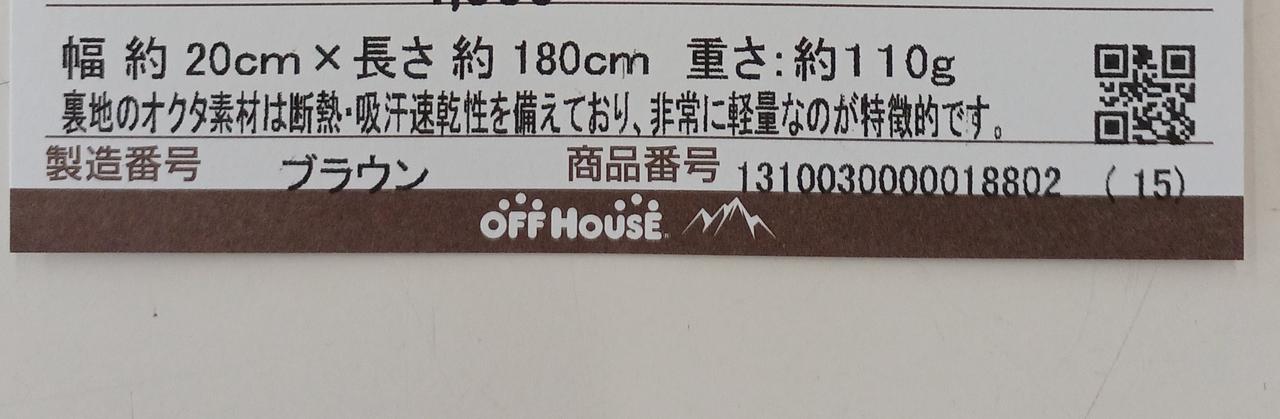 幅 約 20cm×長さ 約 180cm 重さ:約110g
裏地のオクタ素材は断熱・吸汗速乾性を備えており、非常に軽量なのが特徴的です。
製造番号 ブラウン 商品番号 1310030000018802 (15)
OFF HOUSE